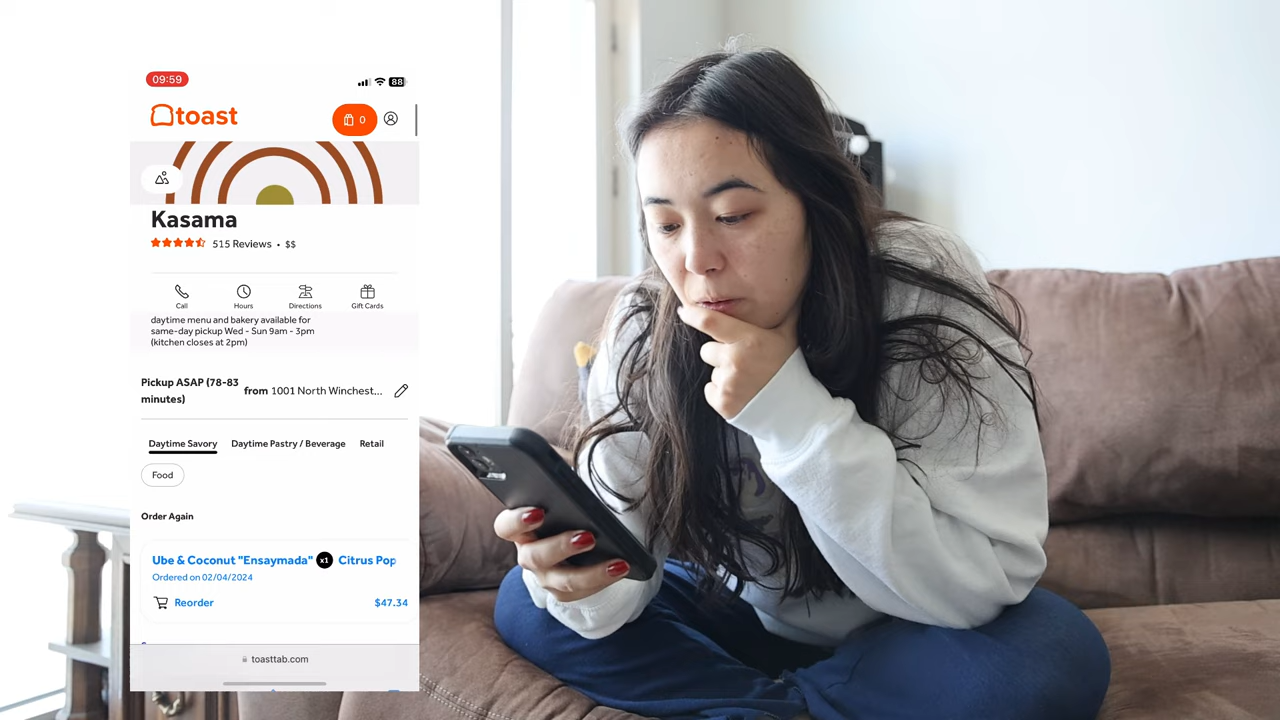 09:59
88
toast
0
Kasama
515 Reviews • $$
Call
Hours
Directions
Gift Cards
daytime menu and bakery available for
same-day pickup Wed - Sun 9am - 3pm
(kitchen closes at 2pm)
Pickup ASAP (78-83
minutes)
from 1001 North Winchest...
Daytime Savory
Daytime Pastry / Beverage
Retail
Food
Order Again
Ube & Coconut "Ensaymada" x1 Citrus Pop
Ordered on 02/04/2024
Reorder
$47.34
toasttab.com